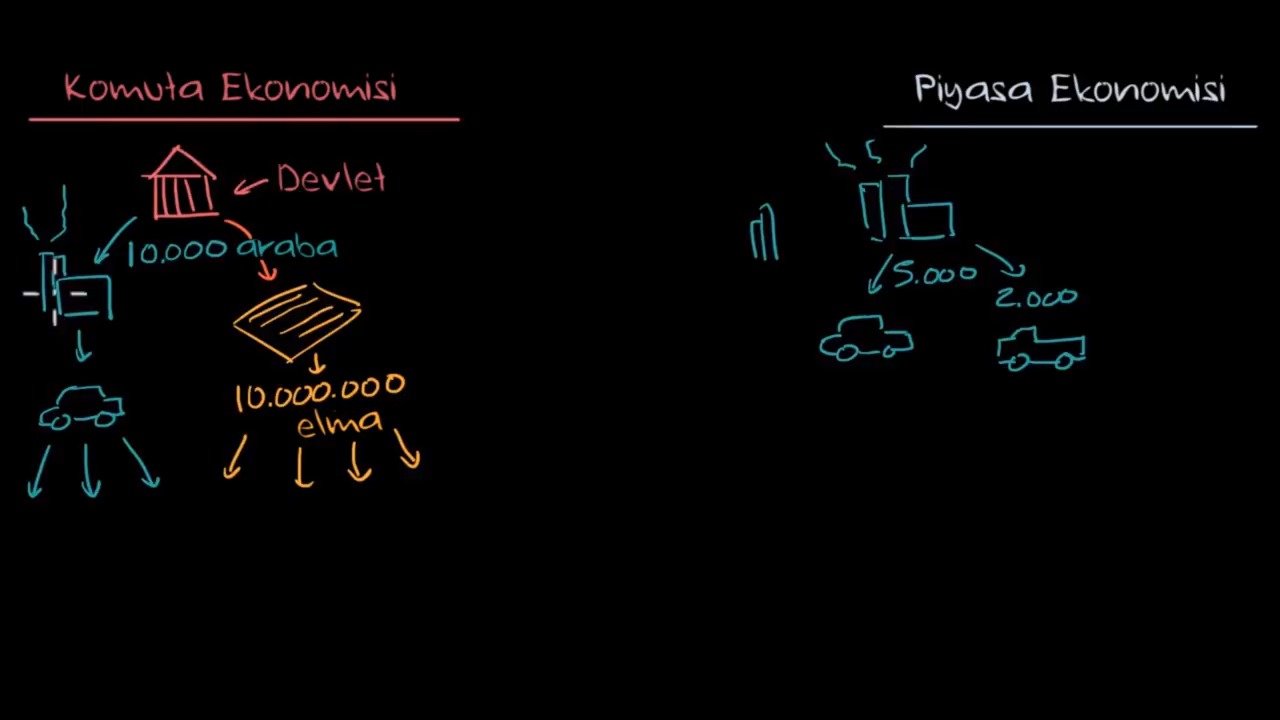 Komuta Ekonomisi
Devlet
10.000 araba
10.000.000
elma
Piyasa Ekonomisi
5.000
2.000